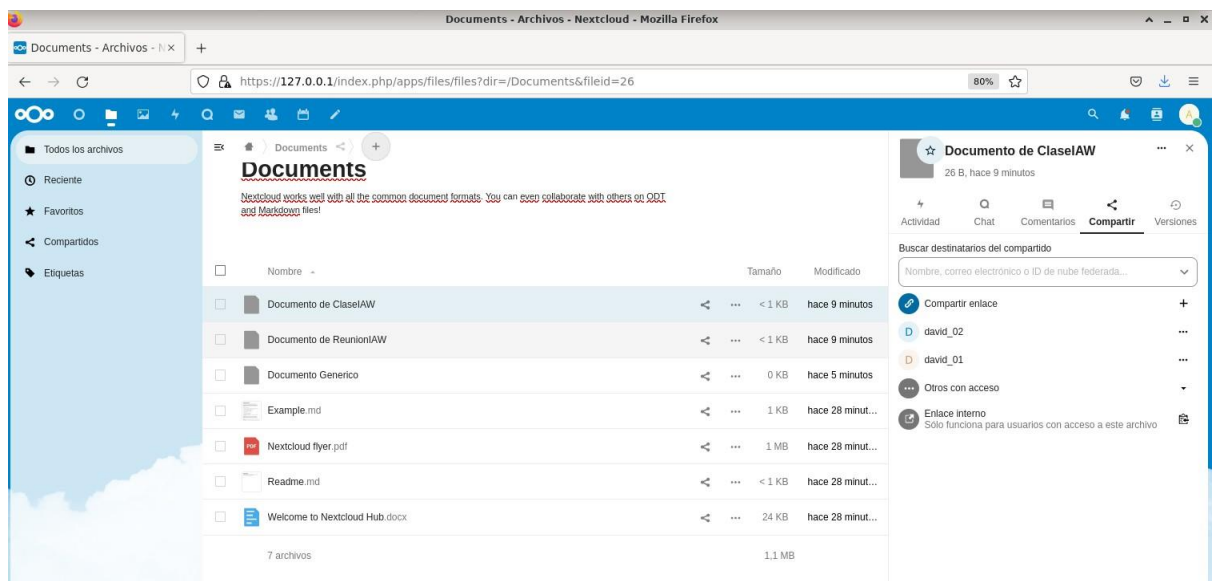 Documents - Archivos - Nextcloud - Mozilla Firefox
Documents - Archivos - N
https://127.0.0.1/index.php/apps/files/files?dir=/Documents&fileid=26
80%
A
Todos los archivos
Reciente
Favoritos
Compartidos
Etiquetas
Documents
Documents
Nextcloud works well with all the common document formats. You can even collaborate with others on ODT
and Markdown files!
Nombre Tamaño Modificado
Documento de ClaseIAW < 1 KB hace 9 minutos
Documento de ReunionIAW < 1 KB hace 9 minutos
Documento Generico 0 KB hace 5 minutos
Example.md 1 KB hace 28 minut...
PDF Nextcloud flyer.pdf 1 MB hace 28 minut...
Readme.md < 1 KB hace 28 minut...
Welcome to Nextcloud Hub.docx 24 KB hace 28 minut...
7 archivos 1,1 MB
Documento de ClaseIAW
26 B, hace 9 minutos
Actividad Chat Comentarios Compartir Versiones
Buscar destinatarios del compartido
Nombre, correo electrónico o ID de nube federada...
Compartir enlace
D david_02
D david_01
Otros con acceso
Enlace interno
Sólo funciona para usuarios con acceso a este archivo